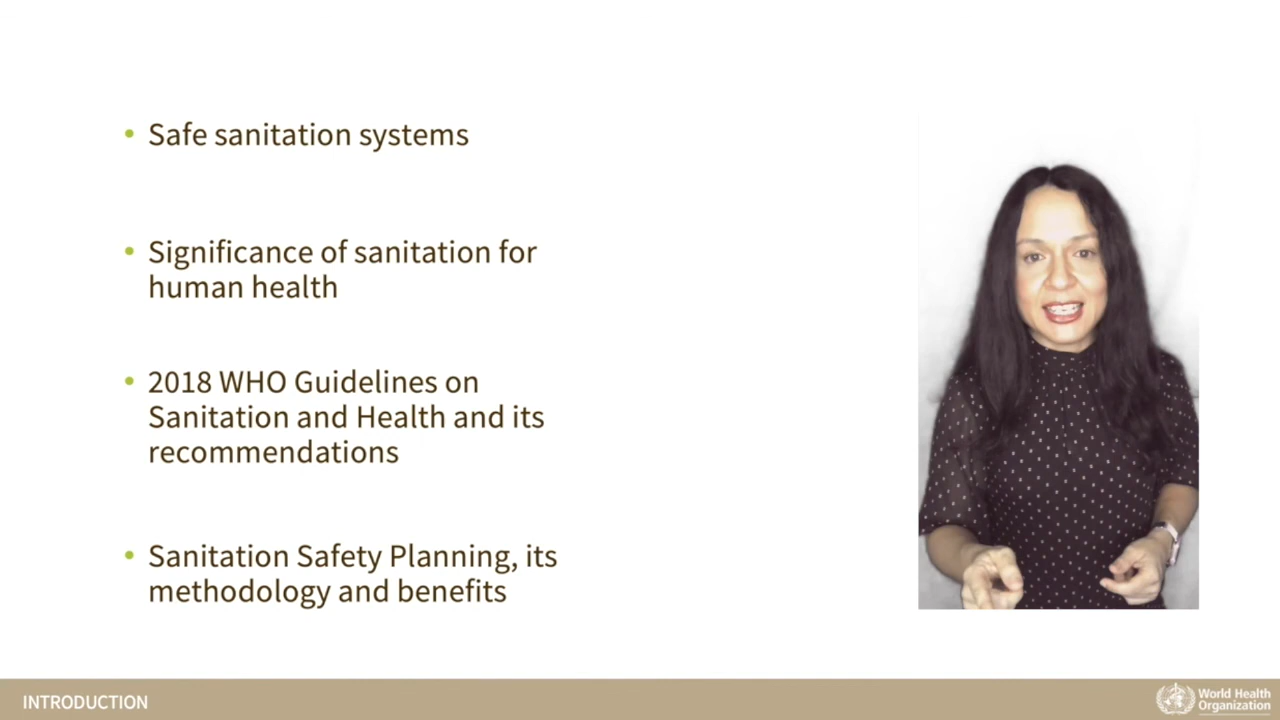 • Safe sanitation systems
• Significance of sanitation for
human health
• 2018 WHO Guidelines on
Sanitation and Health and its
recommendations
• Sanitation Safety Planning, its
methodology and benefits
INTRODUCTION
World Health
Organization